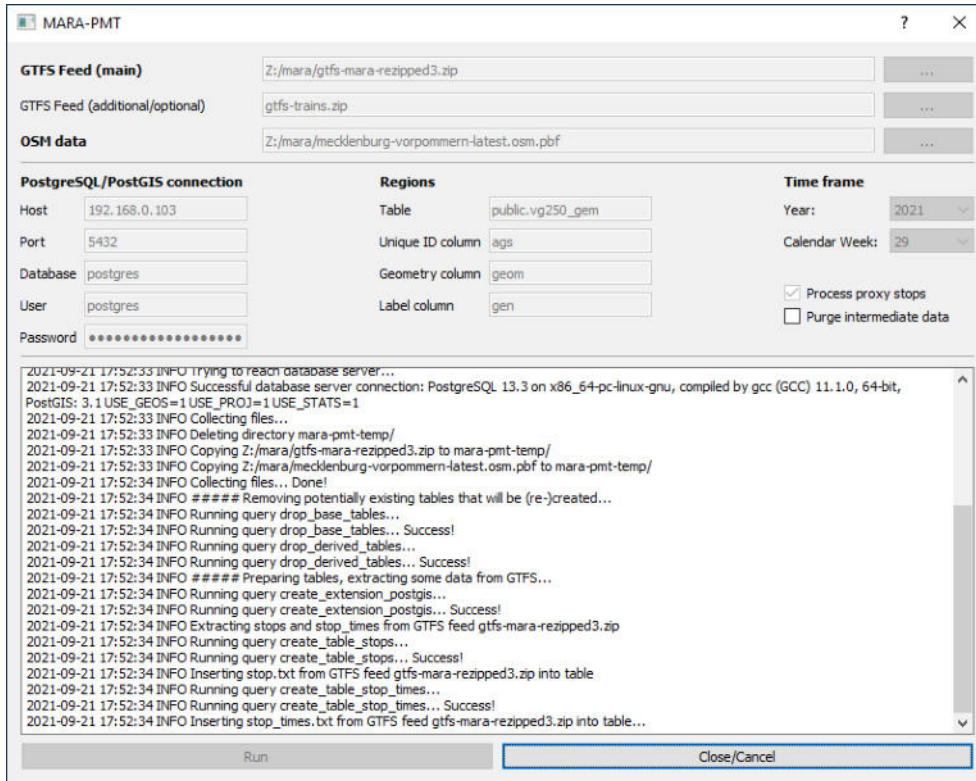 MARA-PMT
?
GTFS Feed (main)
Z:/mara/gtfs-mara-rezipped3.zip
...
GTFS Feed (additional/optional)
gtfs-trains.zip
...
OSM data
Z:/mara/mecklenburg-vorpommern-latest.osm.pbf
...
PostgreSQL/PostGIS connection
Host
192.168.0.103
Port
5432
Database
postgres
User
postgres
Password
Regions
Table
public.vg250_gem
Unique ID column
ags
Geometry column
geom
Label column
gen
Time frame
Year:
2021
Calendar Week:
29
Process proxy stops
Purge intermediate data
2021-09-21 17:52:33 INFO Trying to reach database server...
2021-09-21 17:52:33 INFO Successful database server connection: PostgreSQL 13.3 on x86_64-pc-linux-gnu, compiled by gcc (GCC) 11.1.0, 64-bit,
PostGIS: 3.1 USE_GEOS=1 USE_PROJ=1 USE_STATS=1
2021-09-21 17:52:33 INFO Collecting files...
2021-09-21 17:52:33 INFO Deleting directory mara-pmt-temp/
2021-09-21 17:52:33 INFO Copying Z:/mara/gtfs-mara-rezipped3.zip to mara-pmt-temp/
2021-09-21 17:52:33 INFO Copying Z:/mara/mecklenburg-vorpommern-latest.osm.pbf to mara-pmt-temp/
2021-09-21 17:52:34 INFO Collecting files... Done!
2021-09-21 17:52:34 INFO ##### Removing potentially existing tables that will be (re-)created...
2021-09-21 17:52:34 INFO Running query drop_base_tables...
2021-09-21 17:52:34 INFO Running query drop_base_tables... Success!
2021-09-21 17:52:34 INFO Running query drop_derived_tables...
2021-09-21 17:52:34 INFO Running query drop_derived_tables... Success!
2021-09-21 17:52:34 INFO ##### Preparing tables, extracting some data from GTFS...
2021-09-21 17:52:34 INFO Running query create_extension_postgis...
2021-09-21 17:52:34 INFO Running query create_extension_postgis... Success!
2021-09-21 17:52:34 INFO Extracting stops and stop_times from GTFS feed gtfs-mara-rezipped3.zip
2021-09-21 17:52:34 INFO Running query create_table_stops...
2021-09-21 17:52:34 INFO Running query create_table_stops... Success!
2021-09-21 17:52:34 INFO Inserting stop.txt from GTFS feed gtfs-mara-rezipped3.zip into table
2021-09-21 17:52:34 INFO Running query create_table_stop_times...
2021-09-21 17:52:34 INFO Running query create_table_stop_times... Success!
2021-09-21 17:52:34 INFO Inserting stop_times.txt from GTFS feed gtfs-mara-rezipped3.zip into table...
Run
Close/Cancel